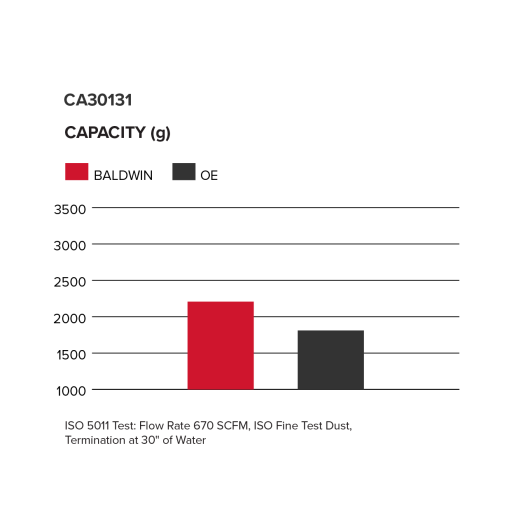 CA30131
CAPACITY (g)
BALDWIN OE
3500
3000
2500
2000
1500
1000
ISO 5011 Test: Flow Rate 670 SCFM, ISO Fine Test Dust,
Termination at 30" of Water